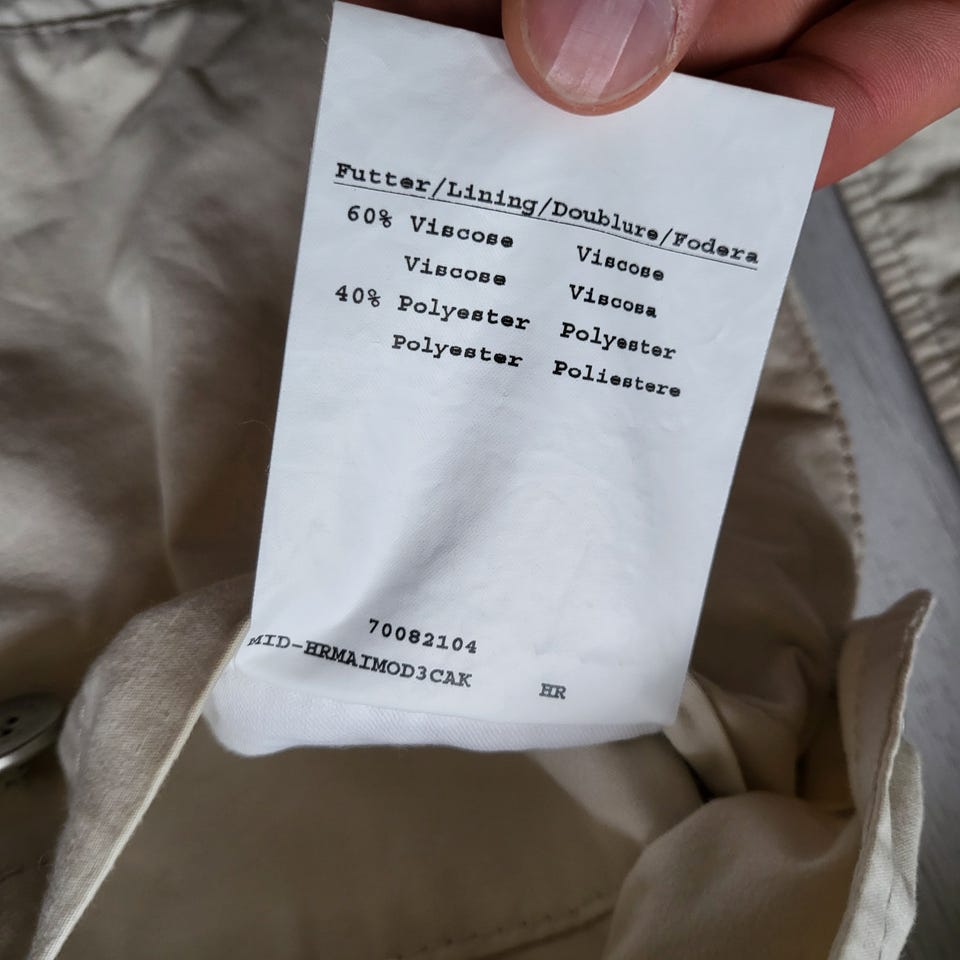 Futter/Lining/Doublure/Fodera
60% Viscose Viscose
Viscose Viscosa
40% Polyester Polyester
Polyester Poliestere
70082104
MID-HRMAIMOD3CAK HR